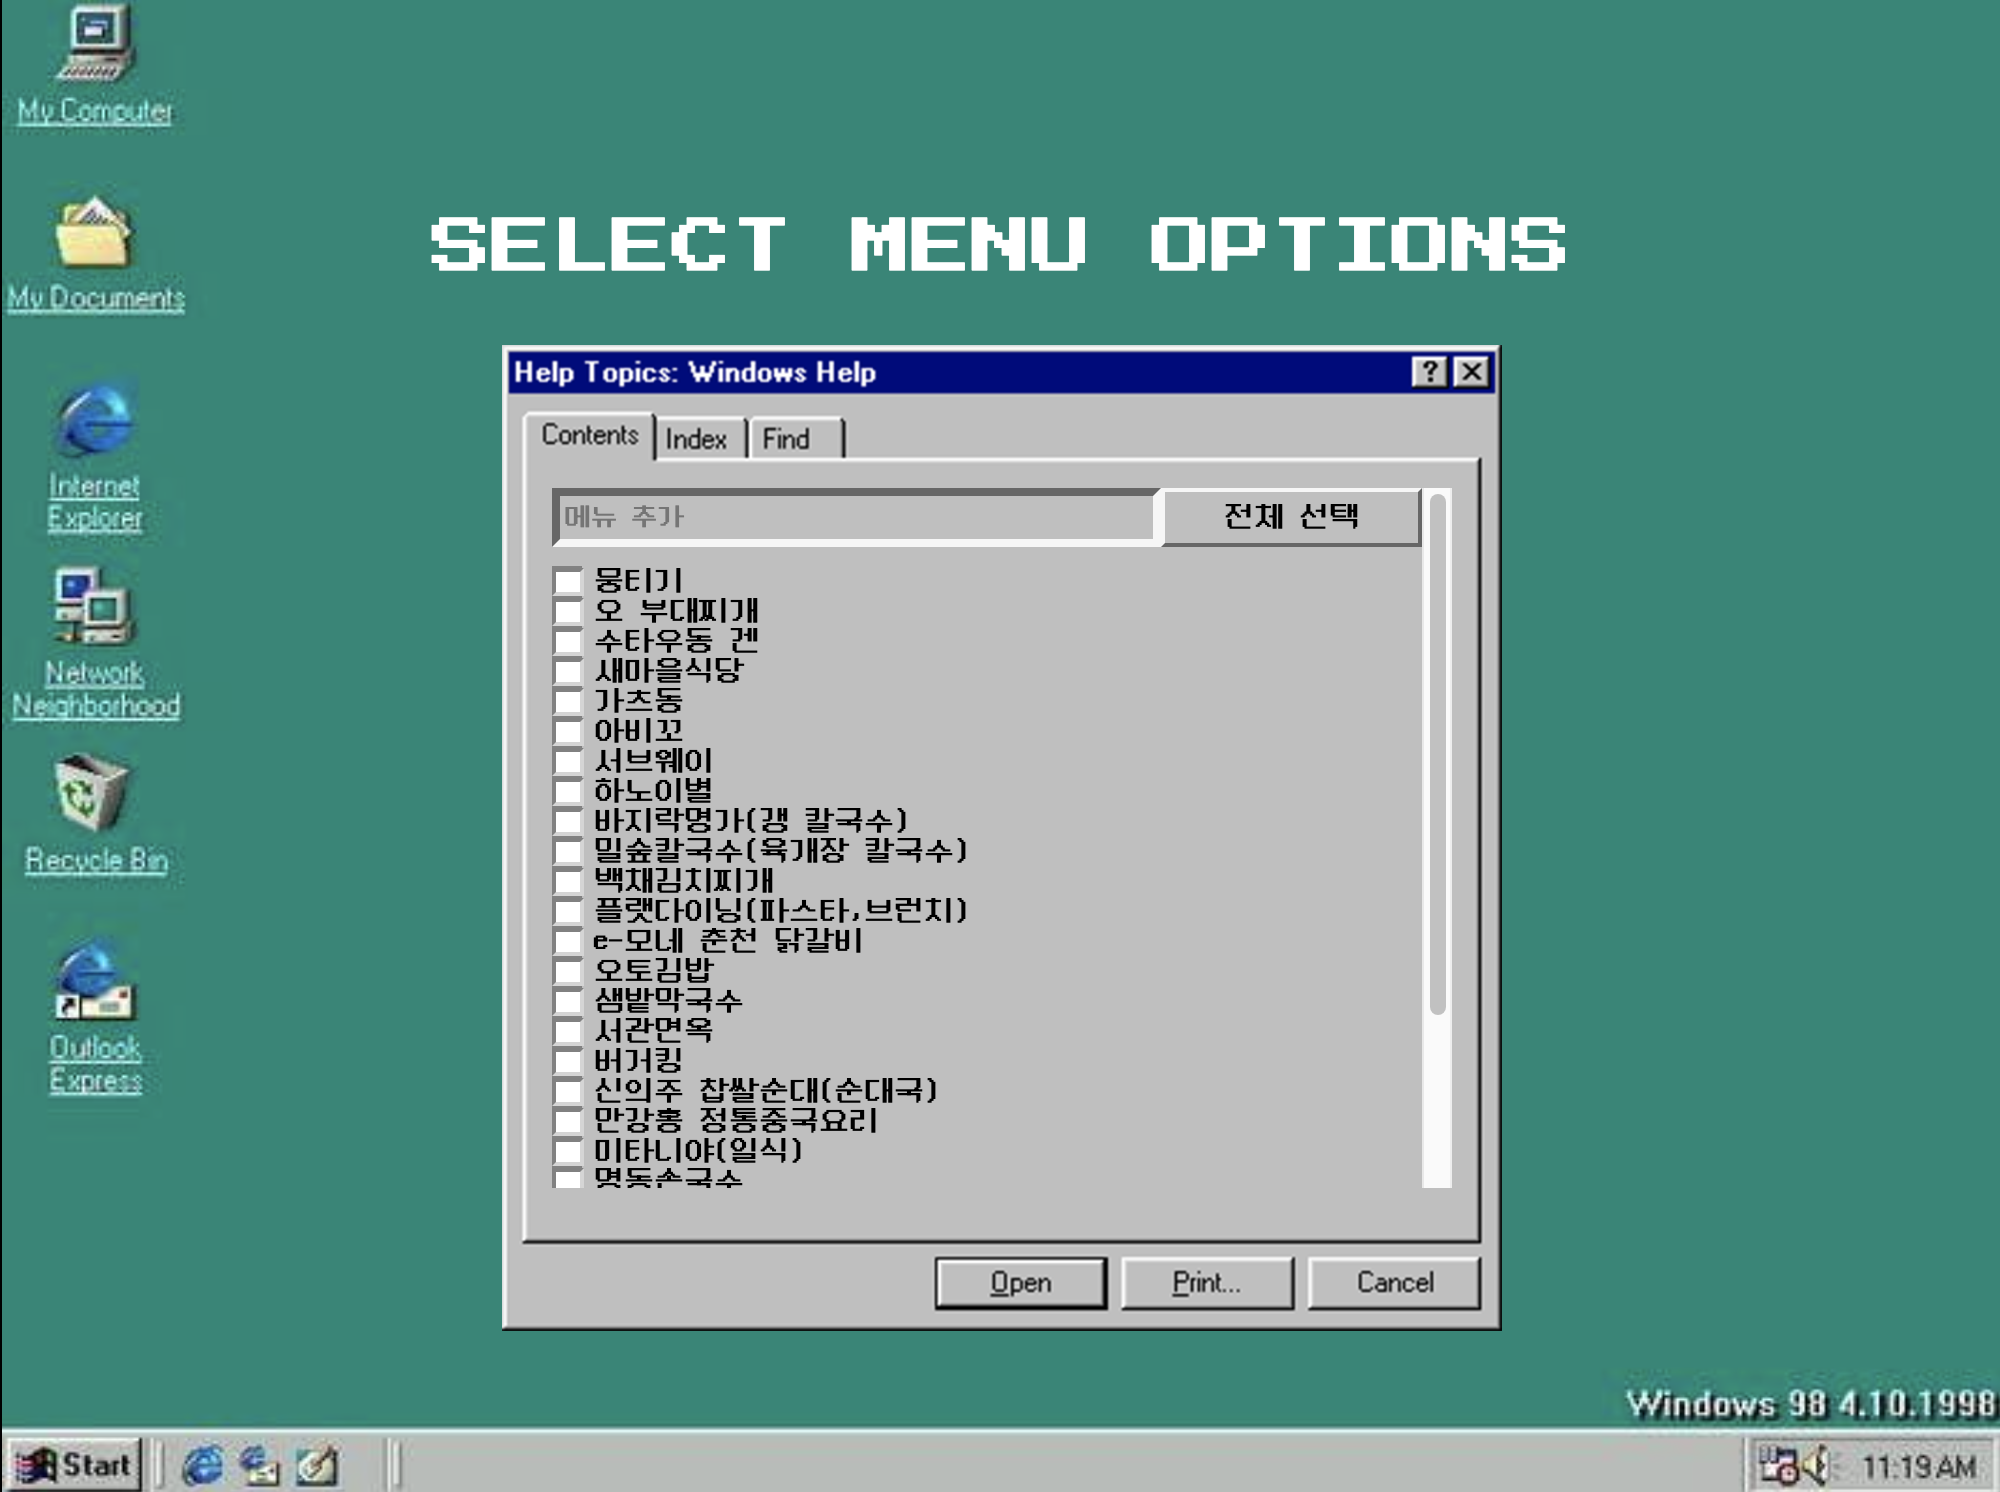 My Computer
My Documents
Internet
Explorer
Network
Neighborhood
Recycle Bin
Outlook
Express
SELECT MENU OPTIONS
Help Topics: Windows Help
?
Contents
Index
Find
메뉴 추가
전체 선택
뭉티기
오 부대찌개
수타우동 겐
새마을식당
가츠동
아비꼬
서브웨이
하노이별
바지락명가(갱 칼국수)
밀숲칼국수(육개장 칼국수)
백채김치찌개
플랫다이닝(파스타,브런치)
e-모네 춘천 닭갈비
오토김밥
샘밭막국수
서관면옥
버거킹
신의주 찹쌀순대(순대국)
만강홍 정통중국요리
미타니야(일식)
명동손국수
Open
Print...
Cancel
Windows 98 4.10.1998
Start
11:19 AM